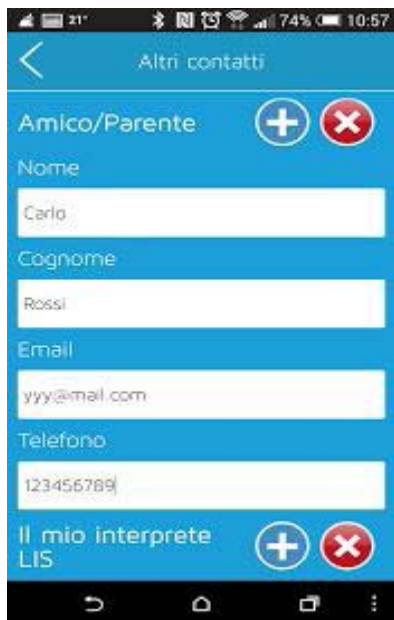 21° 74% 10:57
Altri contatti
Amico/Parente
Nome
Carlo
Cognome
Rossi
Email
yyy@mail.com
Telefono
123456789
Il mio interprete
LIS